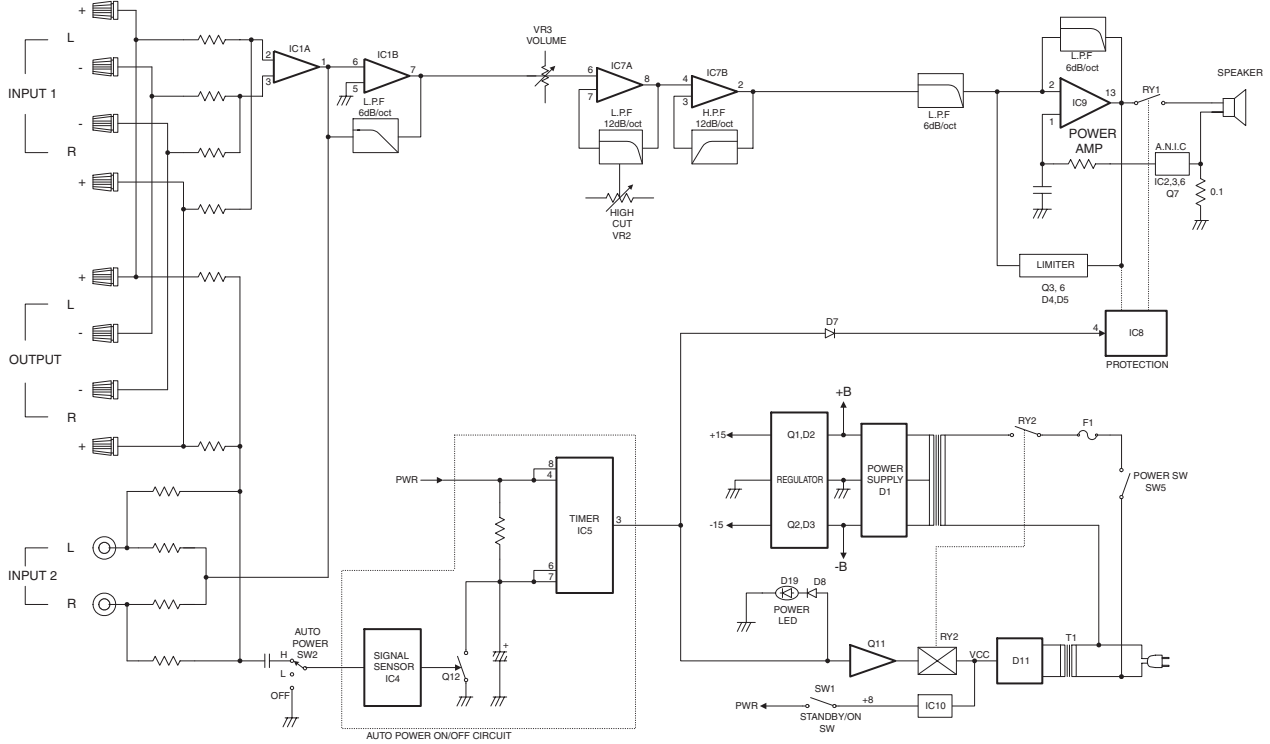 +
L
-
INPUT 1
-
R
+
+
L
-
OUTPUT
-
R
+
L
INPUT 2
R
2
3
IC1A
1
6
5
IC1B
7
L.P.F
6dB/oct
VR3
VOLUME
6
7
IC7A
8
L.P.F
12dB/oct
HIGH
CUT
VR2
4
3
IC7B
2
H.P.F
12dB/oct
L.P.F
6dB/oct
L.P.F
6dB/oct
2
1
IC9
13
POWER
AMP
RY1
SPEAKER
A.N.I.C
IC2,3,6
Q7
0.1
LIMITER
Q3, 6
D4,D5
D7
4
IC8
PROTECTION
+B
+15
Q1,D2
REGULATOR
-15
Q2,D3
-B
POWER
SUPPLY
D1
RY2
F1
POWER SW
SW5
PWR
8
4
TIMER
IC5
3
6
7
+
AUTO
POWER
SW2
H
L
OFF
SIGNAL
SENSOR
IC4
Q12
AUTO POWER ON/OFF CIRCUIT
D19
D8
POWER
LED
Q11
RY2
VCC
D11
T1
SW1
PWR
+8
IC10
STANDBY/ON
SW